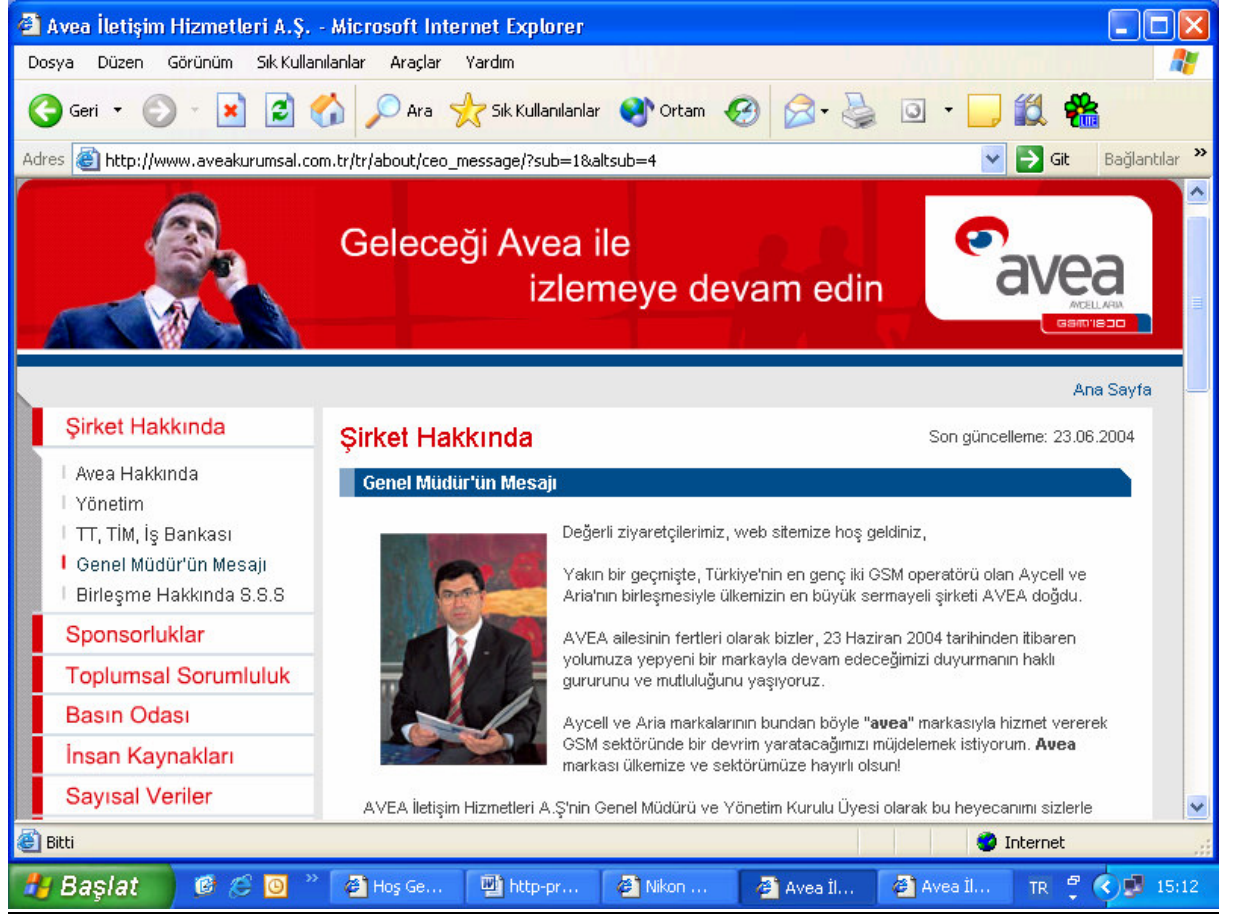 Avea İletişim Hizmetleri A.Ş. - Microsoft Internet Explorer
Dosya Düzen Görünüm Sık Kullanılanlar Araçlar Yardım
Geri Ara Sık Kullanılanlar Ortam
Adres http://www.aveakurumsal.com.tr/tr/about/ceo_message/?sub=1&altsub=4 Git Bağlantılar »
Geleceği Avea ile
izlemeye devam edin
avea
AYCELL ARIA
GSM1800
Ana Sayfa
Şirket Hakkında
Avea Hakkında
Yönetim
TT, TİM, İş Bankası
Genel Müdür'ün Mesajı
Birleşme Hakkında S.S.S
Sponsorluklar
Toplumsal Sorumluluk
Basın Odası
İnsan Kaynakları
Sayısal Veriler
Şirket Hakkında
Son güncelleme: 23.06.2004
Genel Müdür'ün Mesajı
Değerli ziyaretçilerimiz, web sitemize hoş geldiniz,
Yakın bir geçmişte, Türkiye'nin en genç iki GSM operatörü olan Aycell ve
Aria'nın birleşmesiyle ülkemizin en büyük sermayeli şirketi AVEA doğdu.
AVEA ailesinin fertleri olarak bizler, 23 Haziran 2004 tarihinden itibaren
yolumuza yepyeni bir markayla devam edeceğimizi duyurmanın haklı
gururunu ve mutluluğunu yaşıyoruz.
Aycell ve Aria markalarının bundan böyle "avea" markasıyla hizmet vererek
GSM sektöründe bir devrim yaratacağımızı müjdelemek istiyorum. Avea
markası ülkemize ve sektörümüze hayırlı olsun!
AVEA İletişim Hizmetleri A.Ş'nin Genel Müdürü ve Yönetim Kurulu Üyesi olarak bu heyecanımı sizlerle
Bitti Internet
Başlat » Hoş Ge... http-pr... Nikon ... Avea İl... Avea İl... TR 15:12